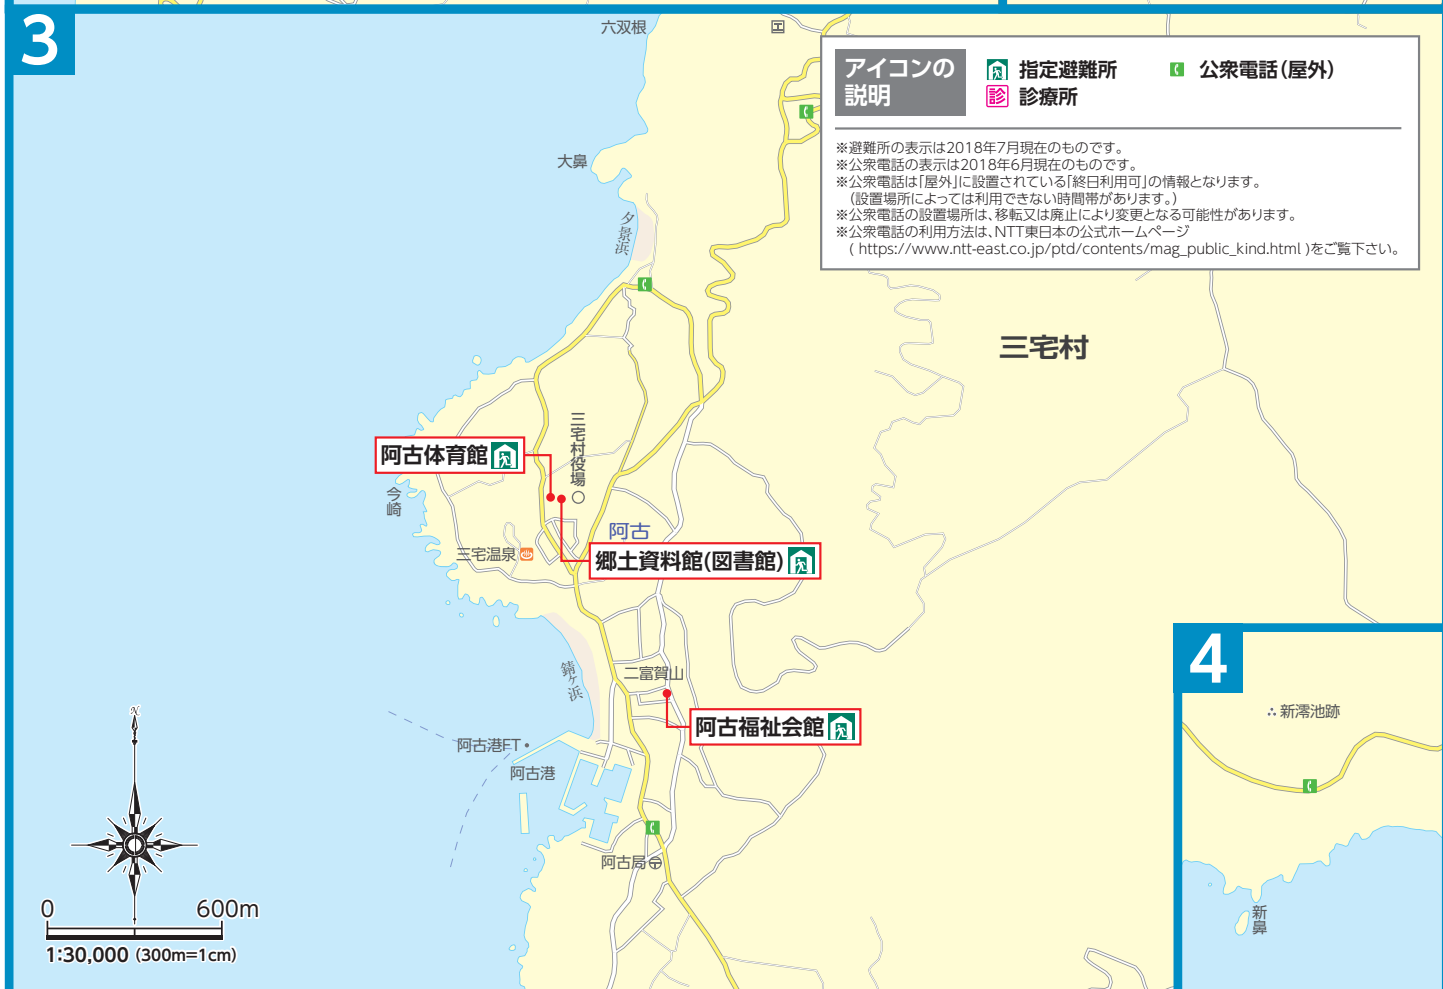 3
六双根
アイコンの
説明
指定避難所
公衆電話(屋外)
診 診療所
※避難所の表示は2018年7月現在のものです。
※公衆電話の表示は2018年6月現在のものです。
※公衆電話は「屋外」に設置されている「終日利用可」の情報となります。
(設置場所によっては利用できない時間帯があります。)
※公衆電話の設置場所は、移転又は廃止により変更となる可能性があります。
※公衆電話の利用方法は、NTT東日本の公式ホームページ
( https://www.ntt-east.co.jp/ptd/contents/mag_public_kind.html )をご覧下さい。
大鼻
夕景浜
三宅村
三宅村役場
阿古体育館
今崎
阿古
三宅温泉
郷土資料館(図書館)
錆ケ浜
二富賀山
阿古福祉会館
阿古港FT
阿古港
阿古局
N
0 600m
1:30,000 (300m=1cm)
4
新澪池跡
新鼻